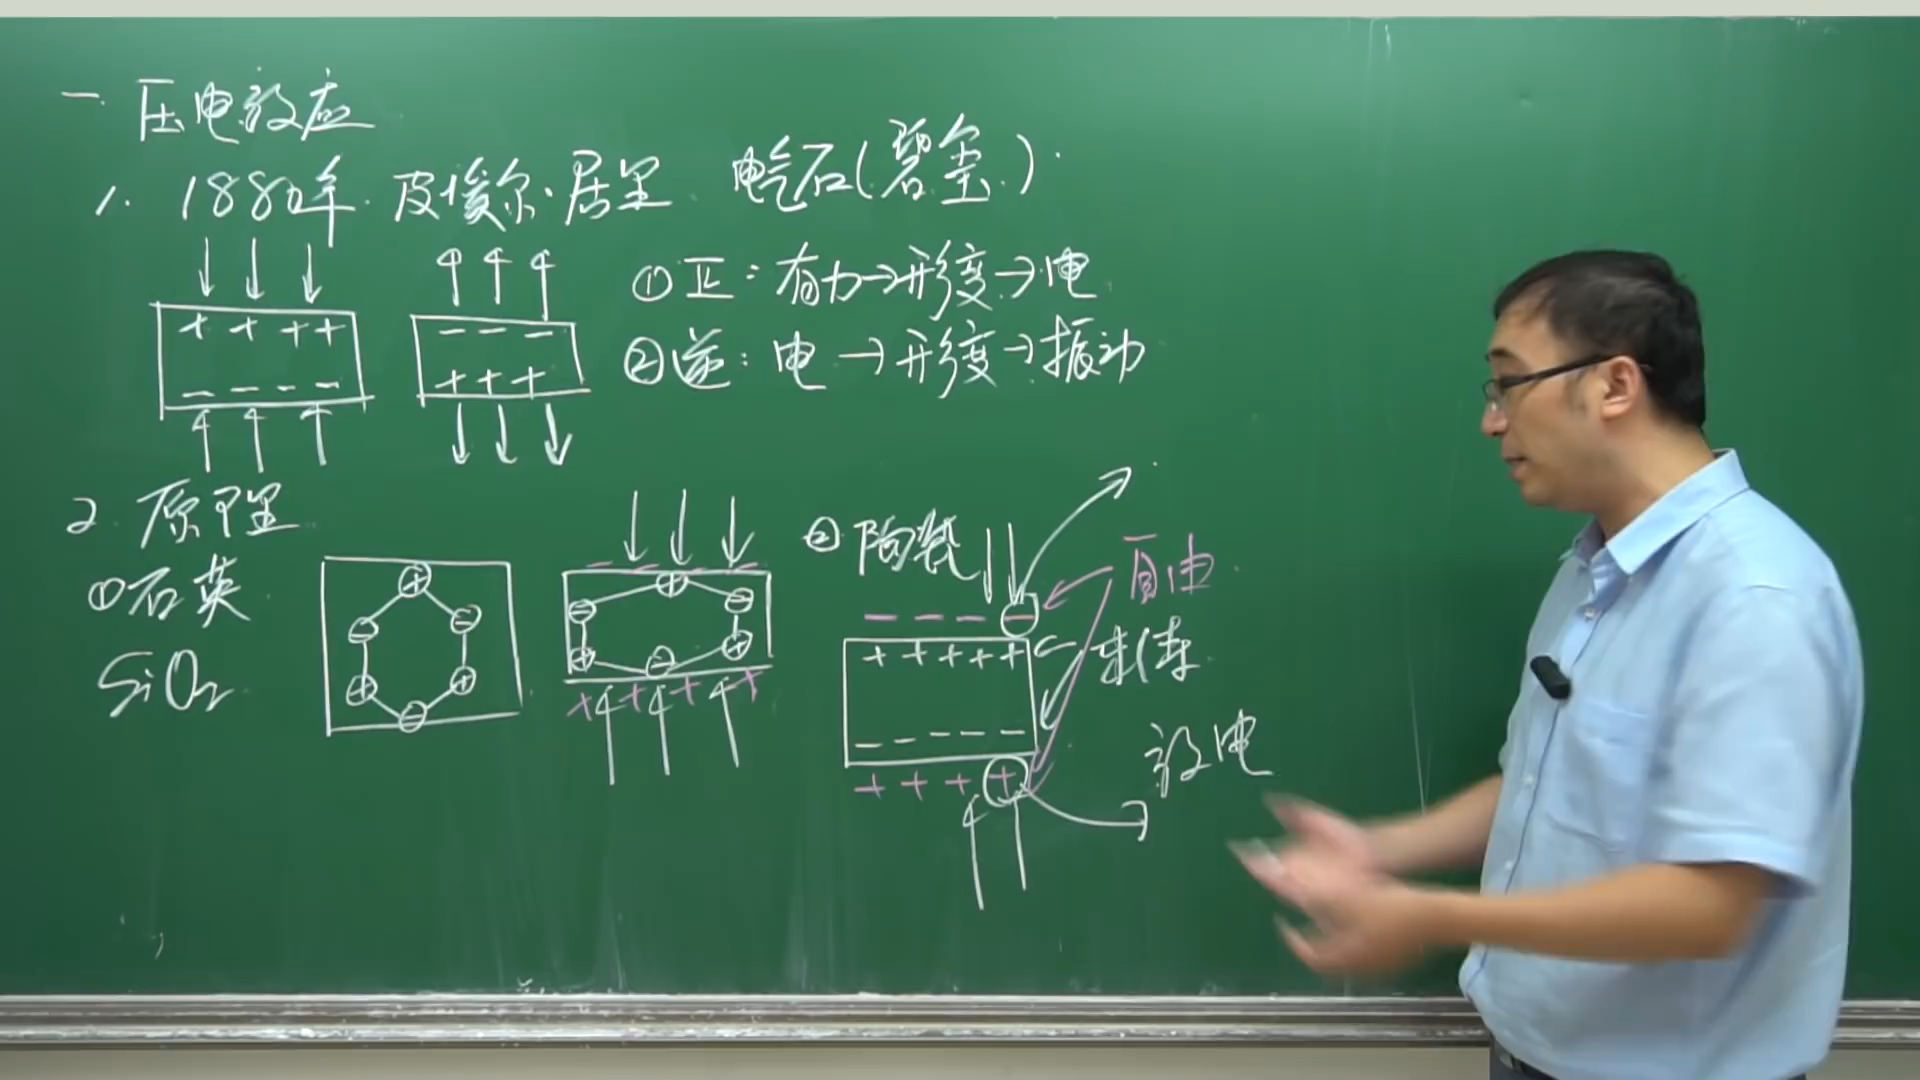 一. 压电效应
1. 1880年 皮埃尔·居里 电气石(碧玺).
+ + + +
- - - -
- - -
+ + +
①正: 有力→形变→电
②逆: 电→形变→振动
2. 原理
①石英
SiO₂
+ - - + + -
- - - -
+ - - + + -
+ + + +
②陶瓷
- - - -
+ + + + +
- - - - -
+ + + +
自由
束缚
放电